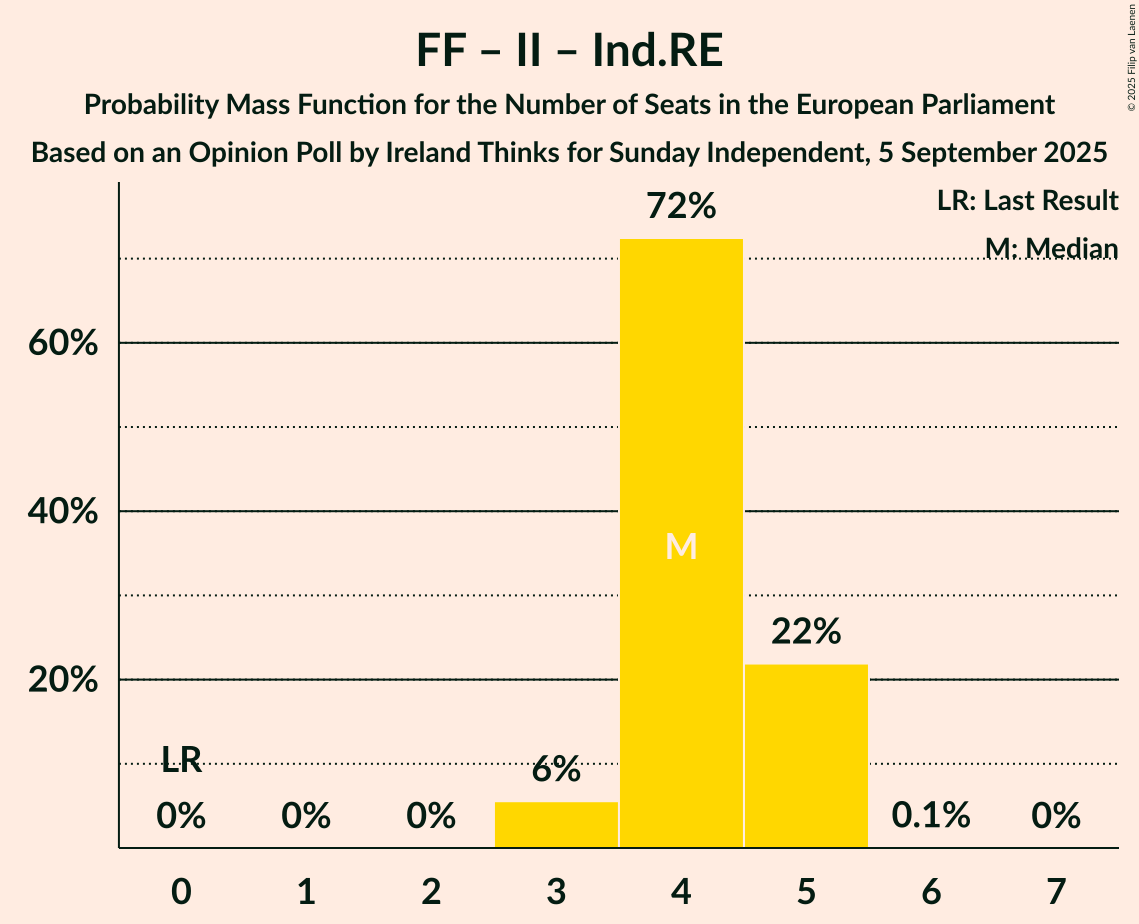 FF – II – Ind.RE
Probability Mass Function for the Number of Seats in the European Parliament
Based on an Opinion Poll by Ireland Thinks for Sunday Independent, 5 September 2025
© 2025 Filip van Laenen
LR: Last Result
M: Median
72%
60%
40%
M
22%
20%
LR
6%
0%
0%
0%
0.1%
0%
0
1
2
3
4
5
6
7